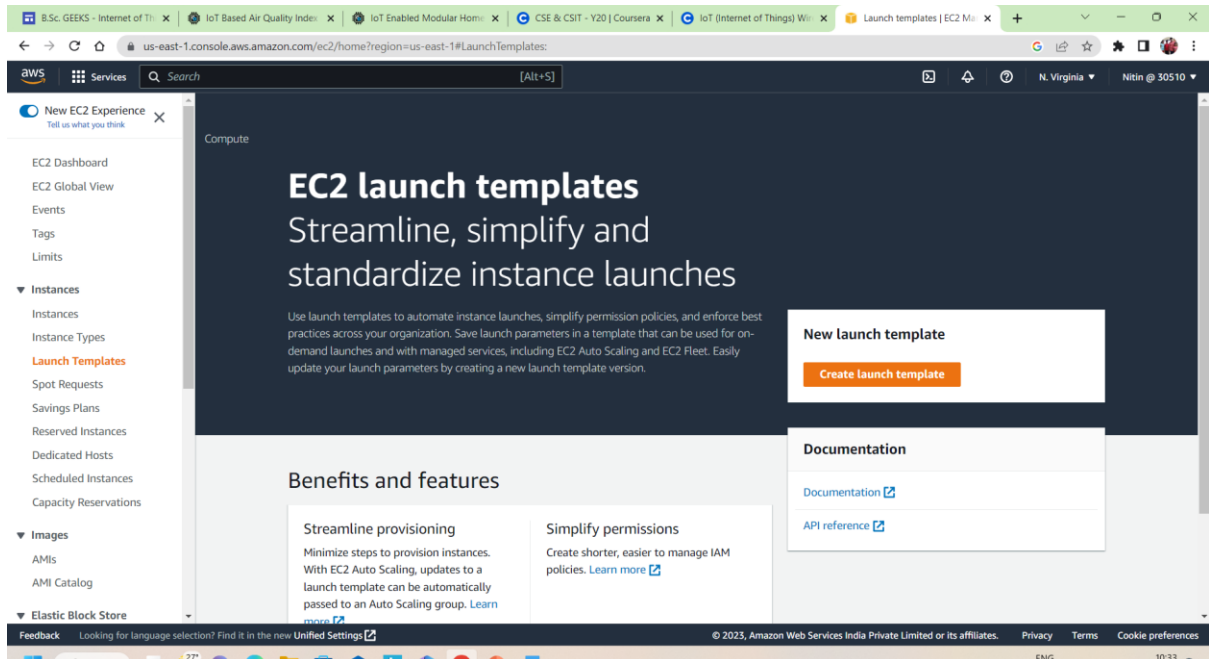 B.Sc. GEEKS - Internet of Th
IoT Based Air Quality Index
IoT Enabled Modular Home
CSE & CSIT - Y20 | Coursera
IoT (Internet of Things) Wir
Launch templates | EC2 Ma
us-east-1.console.aws.amazon.com/ec2/home?region=us-east-1#LaunchTemplates:
aws
Services
Search
[Alt+S]
N. Virginia
Nitin @ 30510
New EC2 Experience
Tell us what you think
EC2 Dashboard
EC2 Global View
Events
Tags
Limits
Instances
Instances
Instance Types
Launch Templates
Spot Requests
Savings Plans
Reserved Instances
Dedicated Hosts
Scheduled Instances
Capacity Reservations
Images
AMIs
AMI Catalog
Elastic Block Store
Compute
EC2 launch templates
Streamline, simplify and
standardize instance launches
Use launch templates to automate instance launches, simplify permission policies, and enforce best
practices across your organization. Save launch parameters in a template that can be used for on-
demand launches and with managed services, including EC2 Auto Scaling and EC2 Fleet. Easily
update your launch parameters by creating a new launch template version.
New launch template
Create launch template
Documentation
Documentation
API reference
Benefits and features
Streamline provisioning
Minimize steps to provision instances.
With EC2 Auto Scaling, updates to a
launch template can be automatically
passed to an Auto Scaling group. Learn
more
Simplify permissions
Create shorter, easier to manage IAM
policies. Learn more
Feedback
Looking for language selection? Find it in the new Unified Settings
© 2023, Amazon Web Services India Private Limited or its affiliates.
Privacy
Terms
Cookie preferences
27°
ENG
10:33